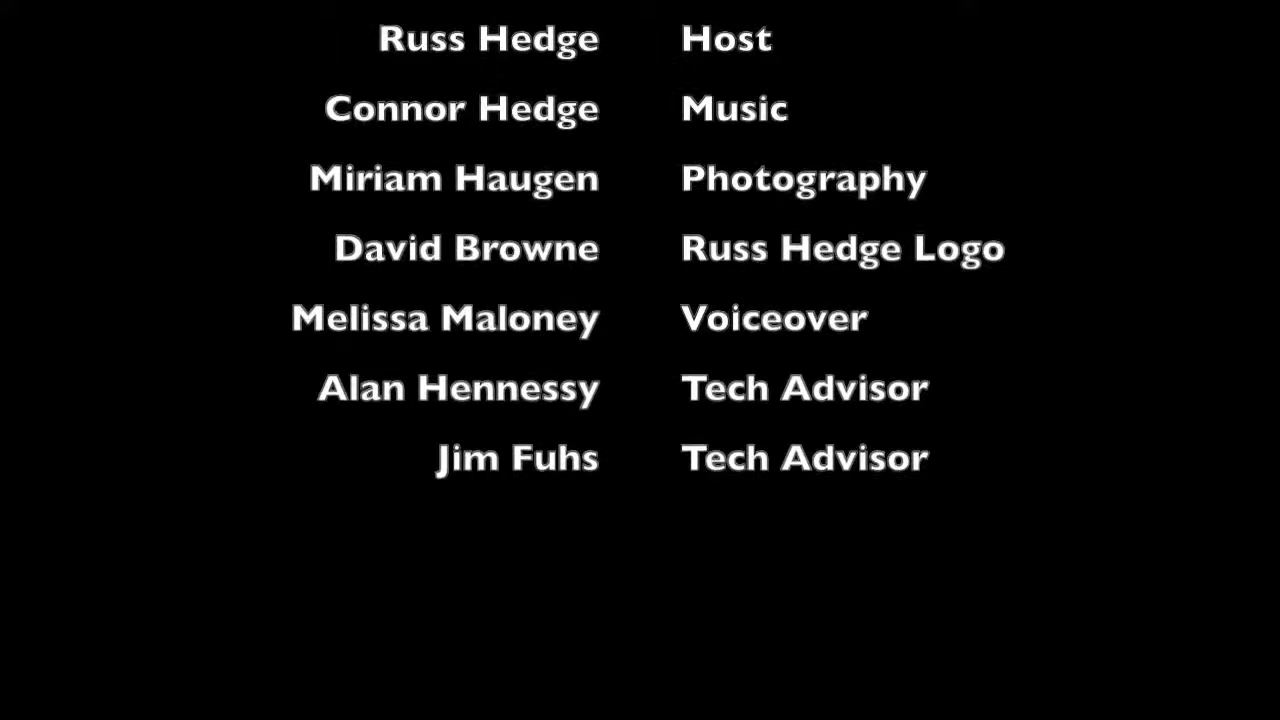 Russ Hedge Host
Connor Hedge Music
Miriam Haugen Photography
David Browne Russ Hedge Logo
Melissa Maloney Voiceover
Alan Hennessy Tech Advisor
Jim Fuhs Tech Advisor